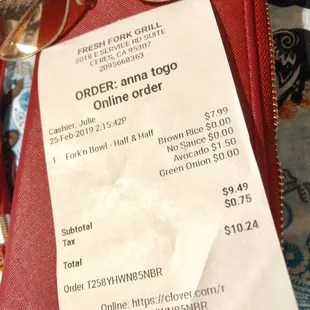 FRESH FORK GRILL
3018 E SERVICE RD SUITE
CERES, CA 95307
2095668363
ORDER: anna togo
Online order
Cashier: Julie
25-Feb-2019 2:15:42P
1 Fork'n Bowl - Half & Half $7.99
Brown Rice $0.00
No Sauce $0.00
Avocado $1.50
Green Onion $0.00
Subtotal $9.49
Tax $0.75
Total $10.24
Order T258YHWN85NBR
Online: https://clover.com/r
HWN85NBR